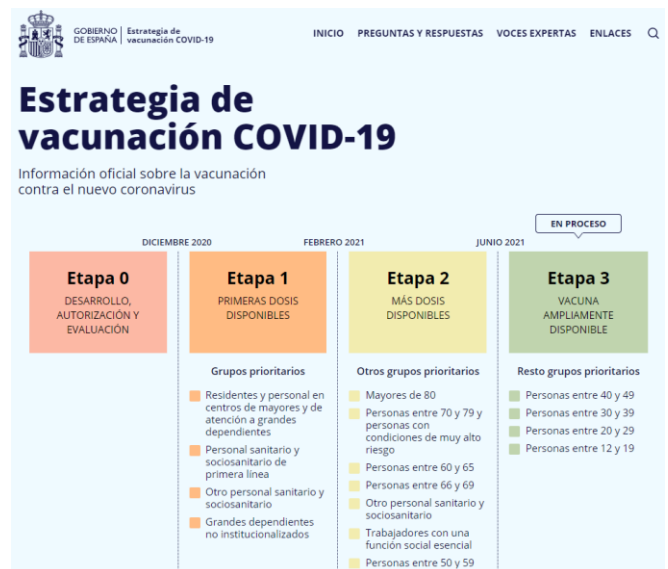 GOBIERNO DE ESPAÑA
Estrategia de vacunación COVID-19
INICIO PREGUNTAS Y RESPUESTAS VOCES EXPERTAS ENLACES
Estrategia de
vacunación COVID-19
Información oficial sobre la vacunación
contra el nuevo coronavirus
EN PROCESO
DICIEMBRE 2020 FEBRERO 2021 JUNIO 2021
Etapa 0
DESARROLLO,
AUTORIZACIÓN Y
EVALUACIÓN
Etapa 1
PRIMERAS DOSIS
DISPONIBLES
Grupos prioritarios
Residentes y personal en
centros de mayores y de
atención a grandes
dependientes
Personal sanitario y
sociosanitario de
primera línea
Otro personal sanitario y
sociosanitario
Grandes dependientes
no institucionalizados
Etapa 2
MÁS DOSIS
DISPONIBLES
Otros grupos prioritarios
Mayores de 80
Personas entre 70 y 79 y
personas con
condiciones de muy alto
riesgo
Personas entre 60 y 65
Personas entre 66 y 69
Otro personal sanitario y
sociosanitario
Trabajadores con una
función social esencial
Personas entre 50 y 59
Etapa 3
VACUNA
AMPLIAMENTE
DISPONIBLE
Resto grupos prioritarios
Personas entre 40 y 49
Personas entre 30 y 39
Personas entre 20 y 29
Personas entre 12 y 19